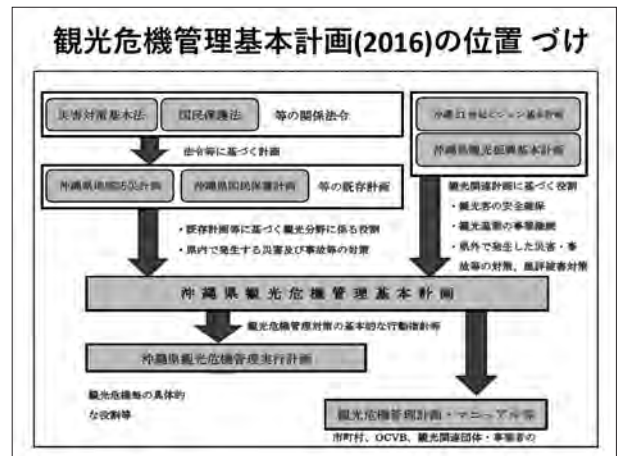 観光危機管理基本計画(2016)の位置 づけ
災害対策基本法
国民保護法
等の関係法令
法令等に基づく計画
沖縄県地域防災計画
沖縄県国民保護計画
等の既存計画
・既存計画等に基づく観光分野に係る役割
・県内で発生する災害及び事故等の対策
沖縄21世紀ビジョン基本計画
沖縄県観光振興基本計画
観光関連計画に基づく役割
・観光客の安全確保
・観光産業の事業継続
・県外で発生した災害・事
故等の対策、風評被害対策
沖縄県観光危機管理基本計画
観光危機管理対策の基本的な行動指針等
沖縄県観光危機管理実行計画
観光危機毎の具体的
な役割等
観光危機管理計画・マニュアル等
市町村、OCVB、観光関連団体・事業者の